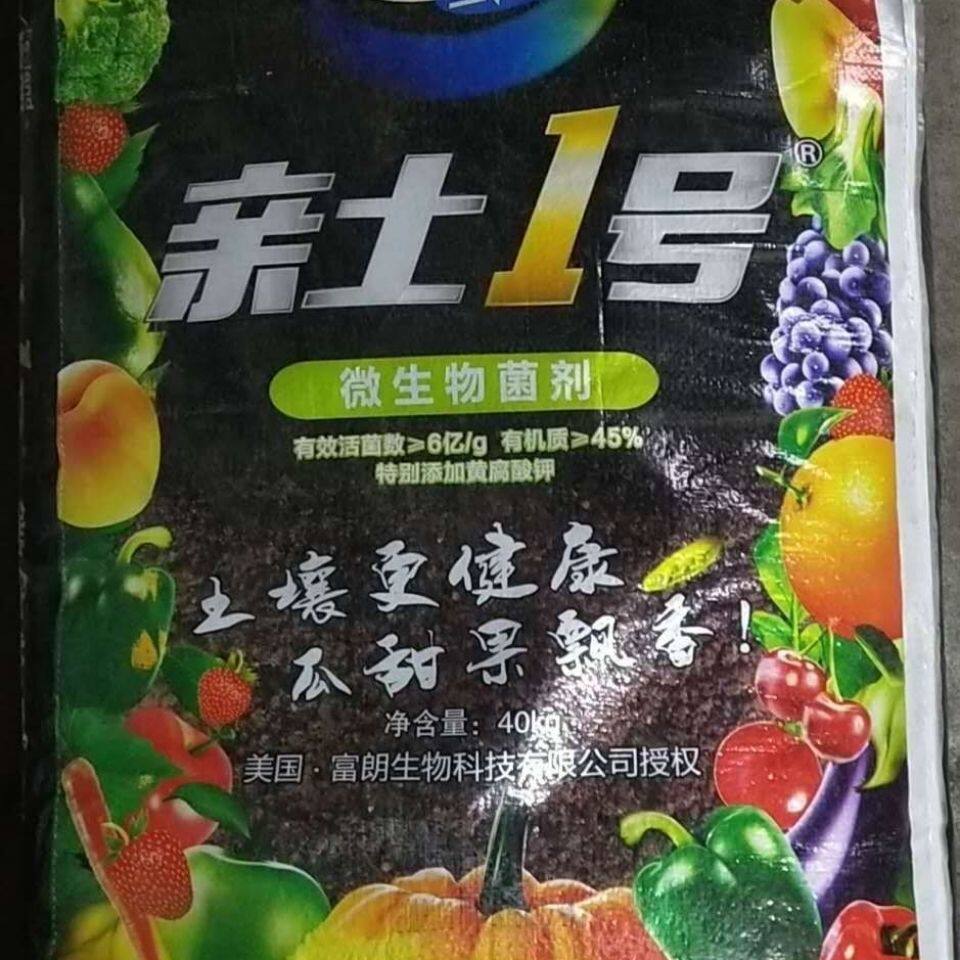 亲土1号®
微生物菌剂
有效活菌数≥6亿/g 有机质≥45%
特别添加黄腐酸钾
土壤更健康
瓜甜果飘香！
净含量：40kg
美国·富朗生物科技有限公司授权